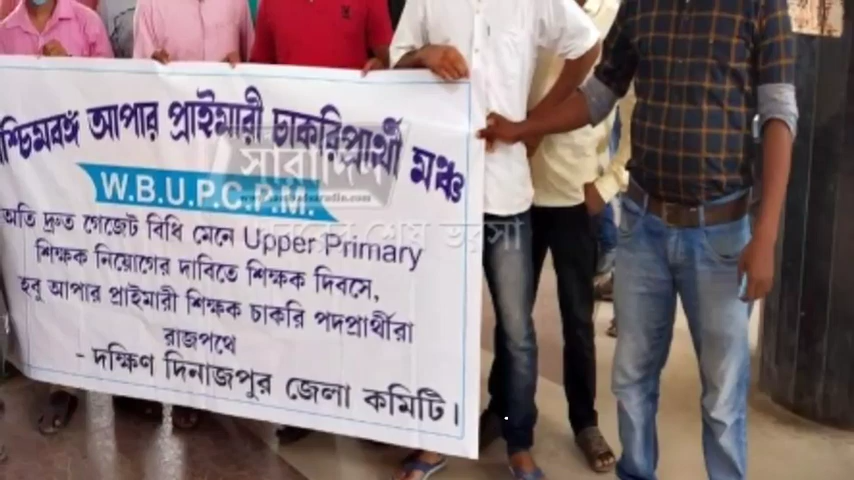 শ্চিমবঙ্গ আপার প্রাইমারী চাকরিপ্রার্থী মঞ্চ
W.B.U.P.C.P.M.
অতি দ্রুত গেজেট বিধি মেনে Upper Primary
শিক্ষক নিয়োগের দাবিতে শিক্ষক দিবসে,
হবু আপার প্রাইমারী শিক্ষক চাকরি পদপ্রার্থীরা
রাজপথে
- দক্ষিণ দিনাজপুর জেলা কমিটি।
সারাদিন
শেষ ভরসা